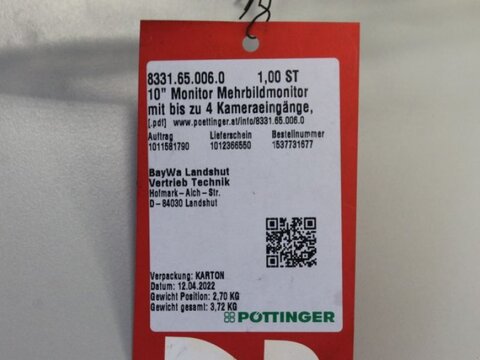 8331.65.006.0 1,00 ST
10" Monitor Mehrbildmonitor
mit bis zu 4 Kameraeingänge,
[.pdf] www.poettinger.at/info/8331.65.006.0
Auftrag Lieferschein Bestellnummer
1011581790 1012366550 1537731677
BayWa Landshut
Vertrieb Technik
Hofmark-Aich-Str.
D-84030 Landshut
Verpackung: KARTON
Datum: 12.04.2022
Gewicht Position: 2,70 KG
Gewicht gesamt: 3,72 KG
PÖTTINGER